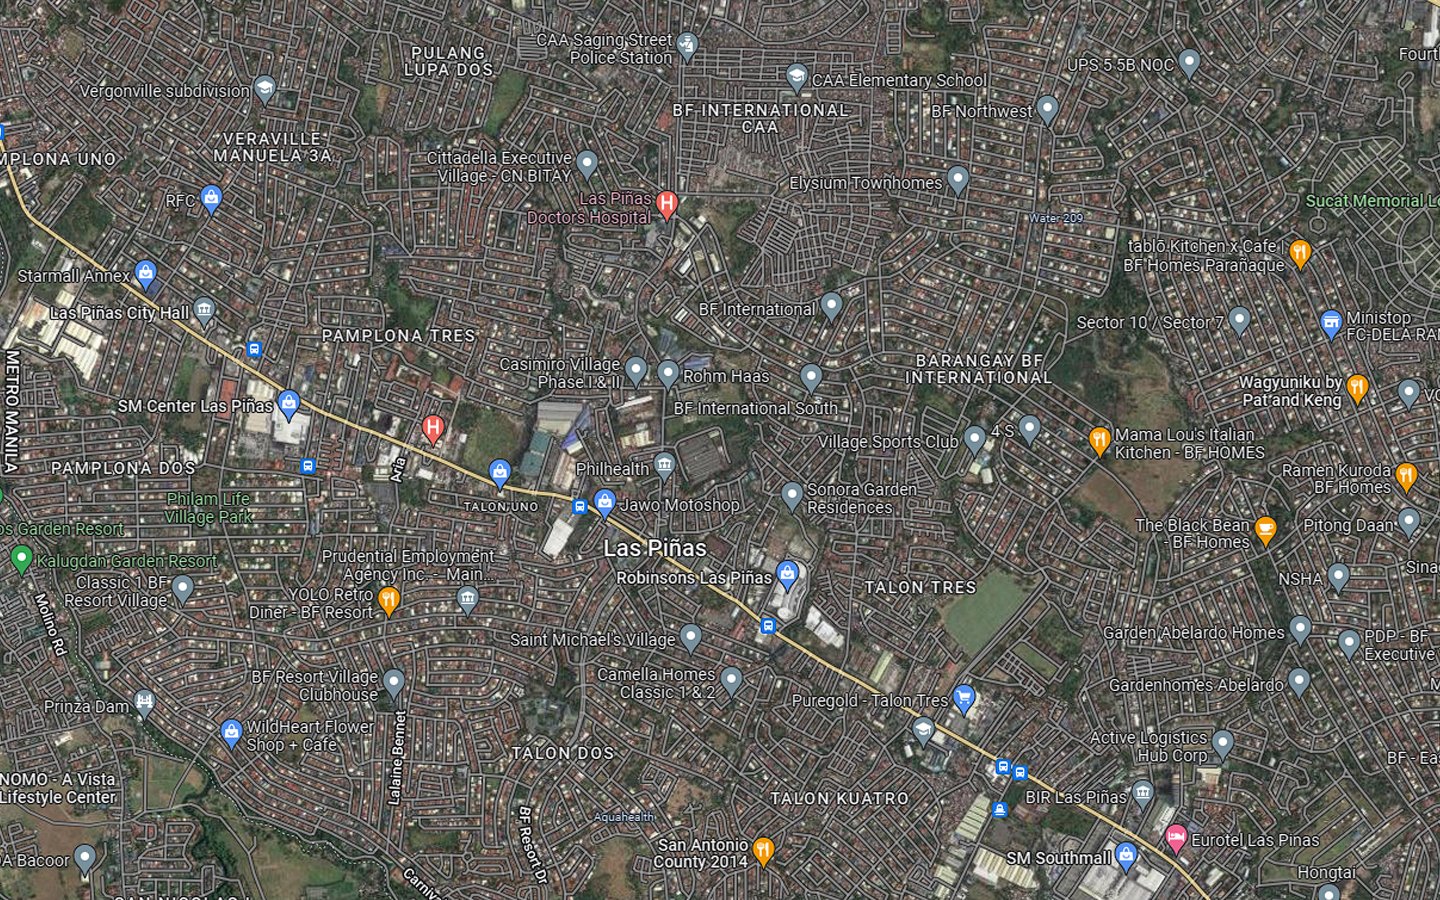 CAA Saging Street
Police Station
PULANG
LUPA DOS
UPS 5-5B NOC
CAA Elementary School
Vergonville subdivision
BF INTERNATIONAL
CAA
BF Northwest
VERAVILLE
MANUELA 3A
MPLONA UNO
Cittadella Executive
Village - CN BITAY
Elysium Townhomes
RFC
Las Piñas
Doctors Hospital
Sucat Memorial
Water 209
tablō Kitchen x Cafe |
BF Homes Parañaque
Starmall Annex
Las Piñas City Hall
BF International
Sector 10 / Sector 7
Ministop
FC-DELA RAM
PAMPLONA TRES
METRO MANILA
Casimiro Village
Phase I & II
Rohm Haas
BARANGAY BF
INTERNATIONAL
Wagyuniku by
Pat and Keng
SM Center Las Piñas
BF International South
Village Sports Club
4 S
Mama Lou's Italian
Kitchen - BF HOMES
PAMPLONA DOS
Aria
Philhealth
Ramen Kuroda
BF Homes
Philam Life
Village Park
TALON UNO
Jawo Motoshop
Sonora Garden
Residences
os Garden Resort
The Black Bean
- BF Homes
Pitong Daan
Las Piñas
Kalugdan Garden Resort
Prudential Employment
Agency Inc. - Main...
Classic 1 BF
Resort Village
Robinsons Las Piñas
TALON TRES
NSHA
Sina
YOLO Retro
Diner - BF Resort
Molino Rd
Saint Michael's Village
Garden Abelardo Homes
PDP - BF
Executive
BF Resort Village
Clubhouse
Camella Homes
Classic 1 & 2
Puregold - Talon Tres
Gardenhomes Abelardo
Prinza Dam
WildHeart Flower
Shop + Cafe
Lalaine Bennet
TALON DOS
Active Logistics
Hub Corp
BF - Eas
NOMO - A Vista
Lifestyle Center
TALON KUATRO
BIR Las Piñas
Aquahealth
BF Resort Dr
San Antonio
County 2014
Eurotel Las Pinas
SM Southmall
A Bacoor
Carniv
Hongtai